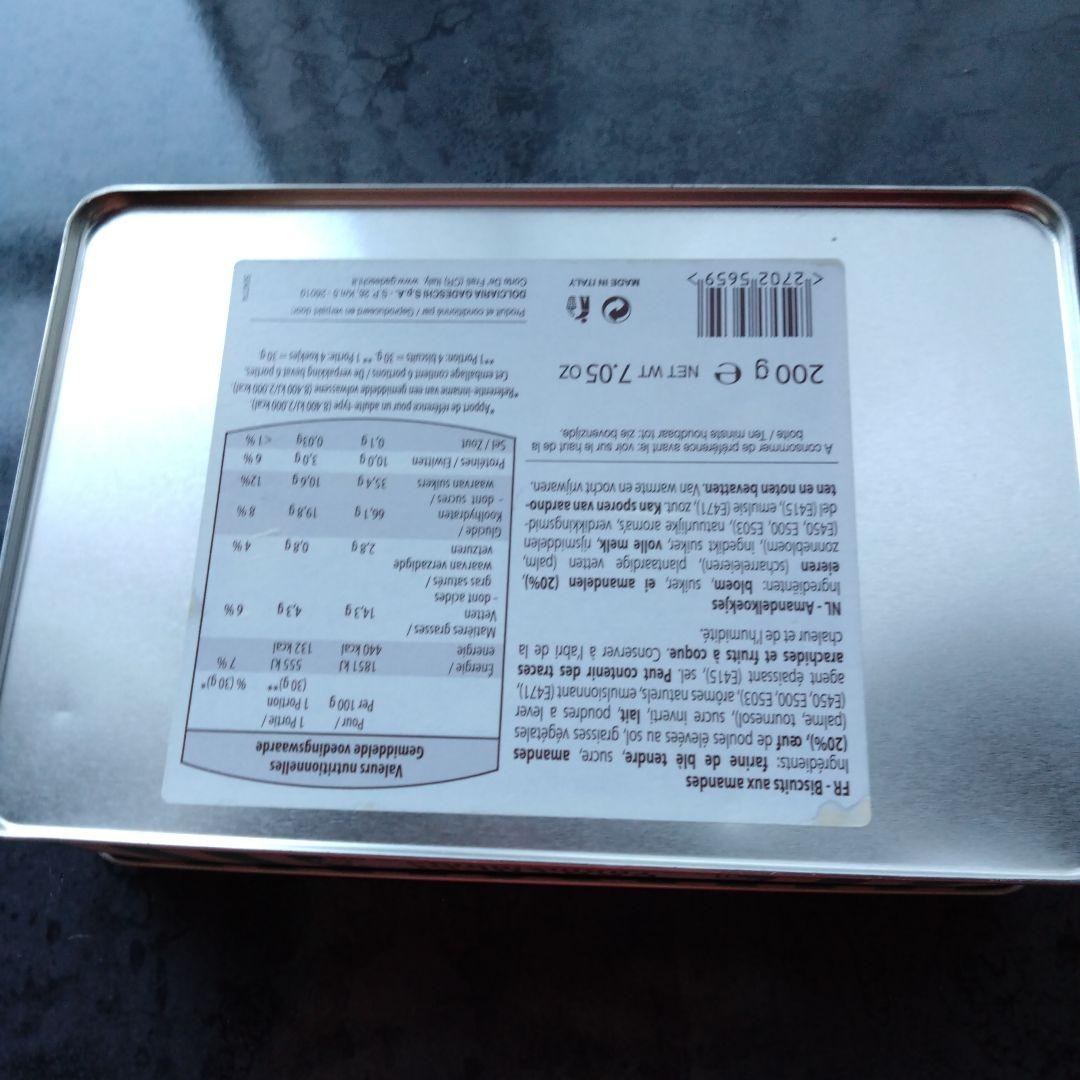 FR - Biscuits aux amandes
Ingrédients: farine de blè tendre, sucre, amandes
(20%), œuf de poules élevées au sol, graisses végétales
(palme, tournesol), sucre inverti, lait, poudres a lever
(E450, E500, E503), arômes naturels, emulsionnant (E471),
agent épaissant (E415), sel. Peut contenir des traces
arachides et fruits à coque. Conserver à l'abri de la
chaleur et de l'humidité.
NL - Amandelkoekjes
Ingrediënten: bloem, suiker, ei amandelen (20%),
eieren (scharreleieren), plantaardige vetten (palm,
zonnebloem), ingedikt suiker, volle melk, rijsmiddelen
(E450, E500, E503), natuurlijke aroma's, verdikkingsmid-
del (E415), emulsie (E471), zout. Kan sporen van aardno-
ten en noten bevatten. Van warmte en vocht vrijwaren.
A consommer de préférence avant le: voir sur le haut de la
boite / Ten minste houdbaar tot: zie bovenzijde.
200 g e NET WT 7.05 OZ
<2702 5659>
MADE IN ITALY
Valeurs nutritionnelles
Gemiddelde voedingswaarde
Pour / 1 Portie /
Per 100 g 1 Portion
(30 g)** % (30 g)*
Énergie / 1851 kJ 555 kJ 7 %
energie 440 kcal 132 kcal
Matières grasses /
Vetten 14,3 g 4,3 g 6 %
- dont acides
gras saturés /
waarvan verzadigde
vetzuren 2,8 g 0,8 g 4 %
Glucide /
Koolhydraten 66,1 g 19,8 g 8 %
- dont sucres /
waarvan suikers 35,4 g 10,6 g 12%
Protéines / Eiwitten 10,0 g 3,0 g 6 %
Sel / Zout 0,1 g 0,03g <1 %
*Apport de référence pour un adulte-type (8.400 kJ/2.000 kcal).
*Referentie-inname van een gemiddelde volwassene (8.400 kJ/2.000 kcal).
Cet emballage contient 6 portions / De verpakking bevat 6 porties.
**1 Portion: 4 biscuits = 30 g. ** 1 Portie: 4 koekjes = 30 g
Produit et conditionné par / Geproduceerd en verpakt door:
DOLCIARIA GADESCHI S.p.A. - S.P. 26, Km 5 - 26010
Corte De' Frati (CR) Italy www.gadeschi.it